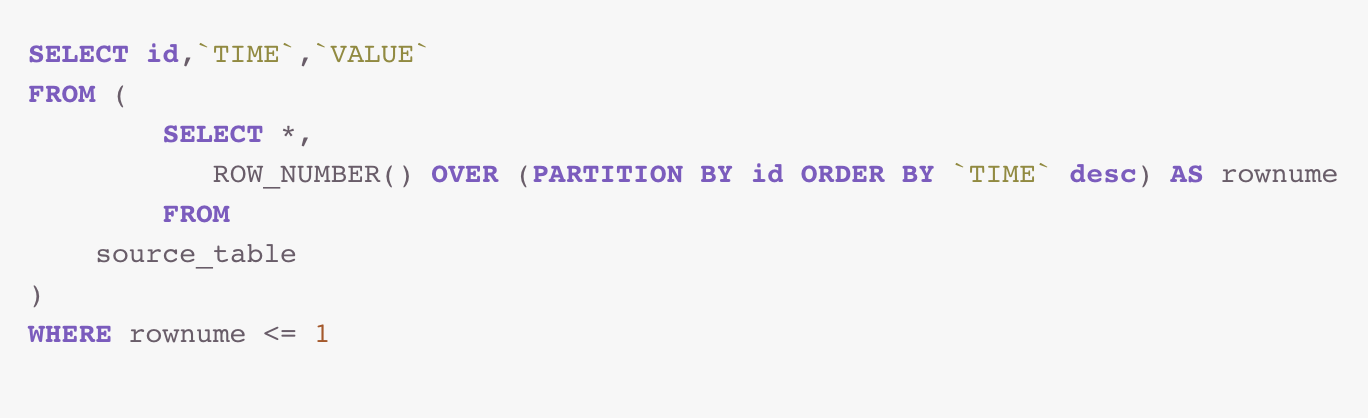 SELECT id,`TIME`,`VALUE`
FROM (
        SELECT *,
           ROW_NUMBER() OVER (PARTITION BY id ORDER BY `TIME` desc) AS rownume
        FROM
    source_table
)
WHERE rownume <= 1